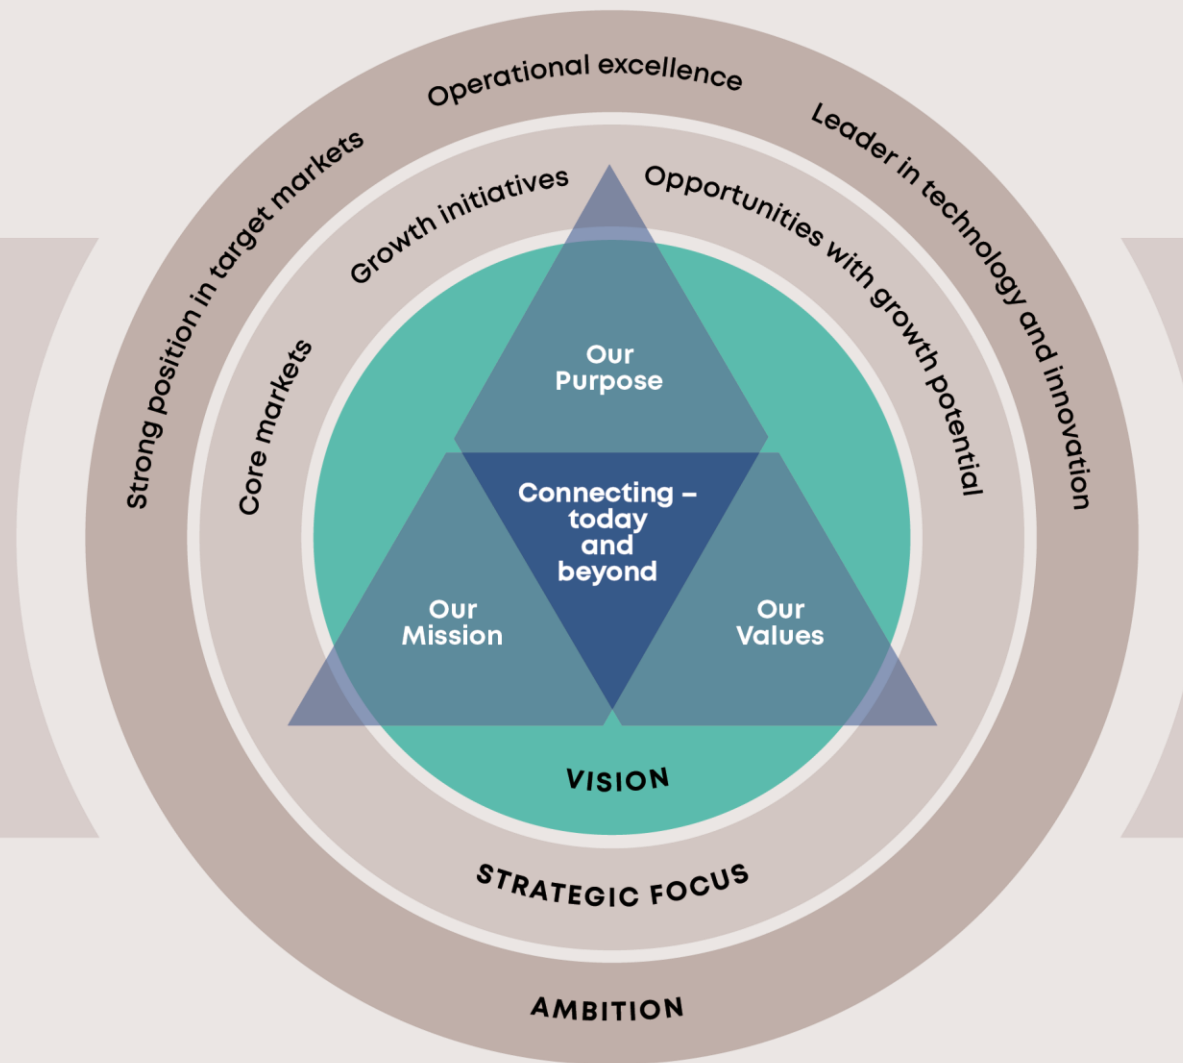 Operational excellence
Strong position in target markets
Leader in technology and innovation
Growth initiatives
Opportunities with growth potential
Core markets
Our
Purpose
Connecting –
today
and
beyond
Our
Mission
Our
Values
VISION
STRATEGIC FOCUS
AMBITION